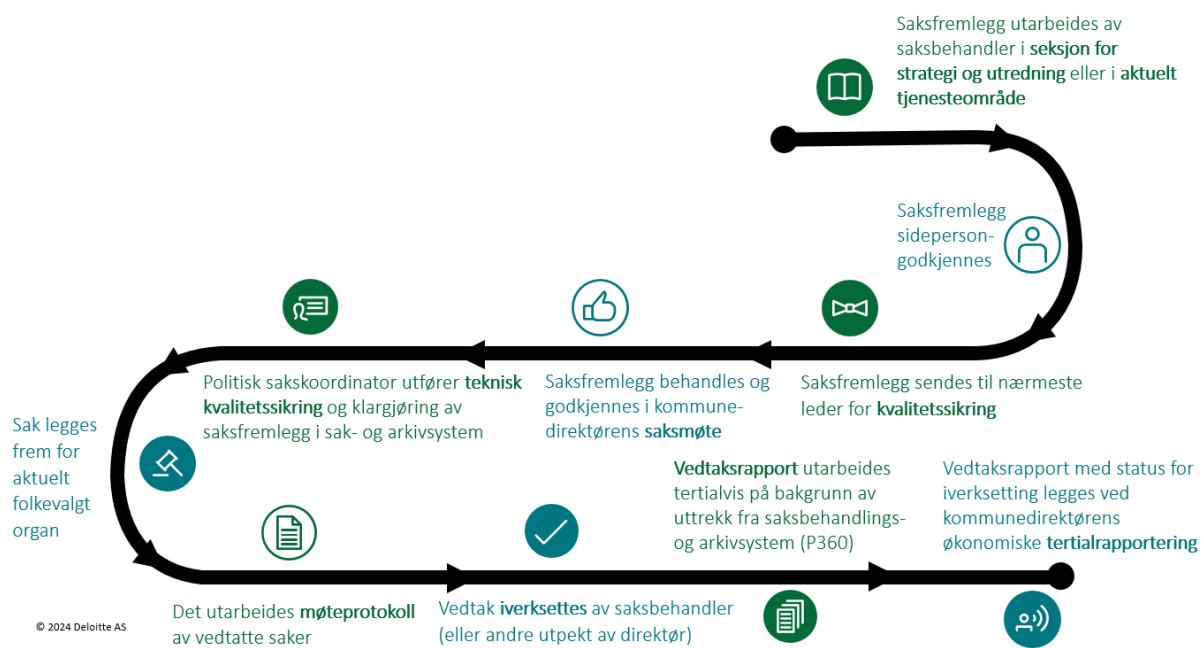 Saksfremlegg utarbeides av
saksbehandler i seksjon for
strategi og utredning eller i aktuelt
tjenesteområde
Saksfremlegg
sideperson-
godkjennes
Saksfremlegg sendes til nærmeste
leder for kvalitetssikring
Saksfremlegg behandles og
godkjennes i kommune-
direktørens saksmøte
Politisk sakskoordinator utfører teknisk
kvalitetssikring og klargjøring av
saksfremlegg i sak- og arkivsystem
Sak legges
frem for
aktuelt
folkevalgt
organ
Det utarbeides møteprotokoll
av vedtatte saker
Vedtak iverksettes av saksbehandler
(eller andre utpekt av direktør)
Vedtaksrapport utarbeides
tertialvis på bakgrunn av
uttrekk fra saksbehandlings-
og arkivsystem (P360)
Vedtaksrapport med status for
iverksetting legges ved
kommunedirektørens
økonomiske tertialrapportering
© 2024 Deloitte AS